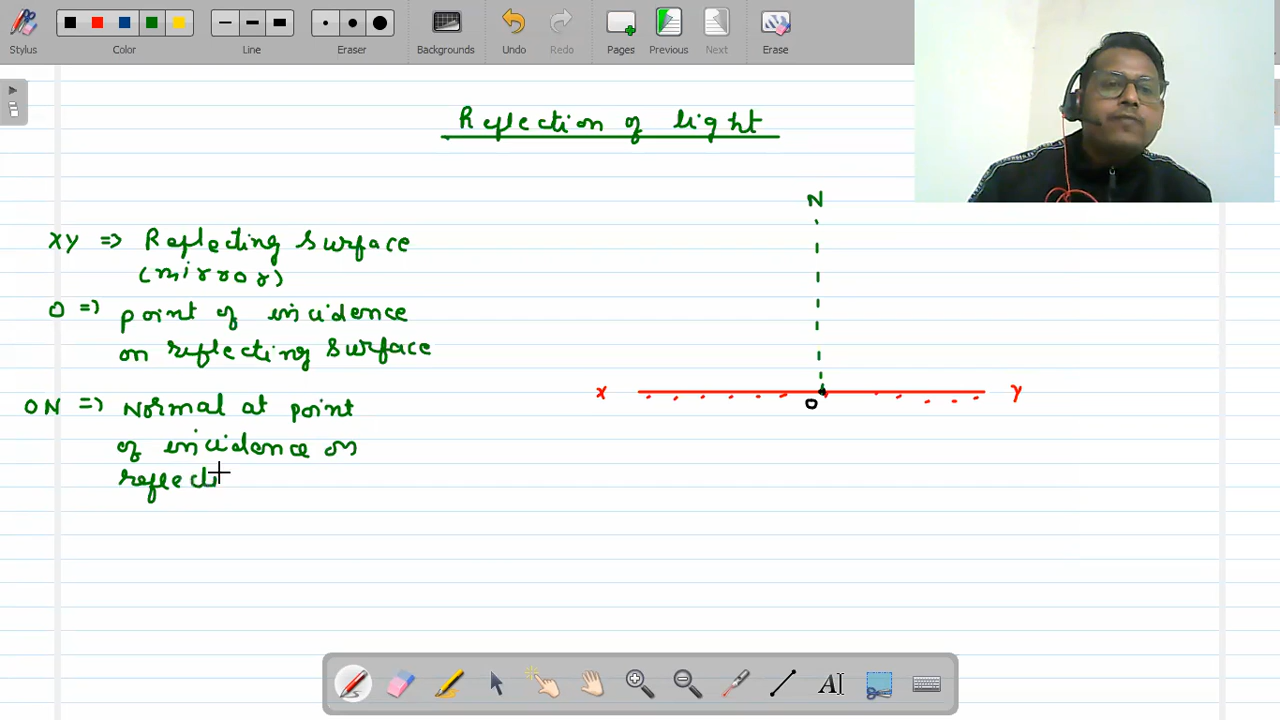 Stylus Color Line Eraser Backgrounds Undo Redo Pages Previous Next Erase
Reflection of light
N
XY => Reflecting Surface
(mirror)
O => point of incidence
on reflecting Surface
X O Y
ON => Normal at point
of incidence on
reflecti